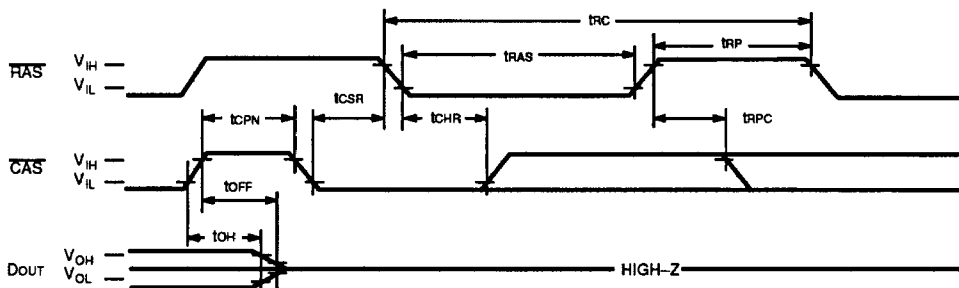 tRC
tRAS
tRP
RAS
VIH
VIL
tCSR
tCPN
tCHR
tRPC
CAS
VIH
VIL
tOFF
tOH
DOUT
VOH
VOL
HIGH–Z